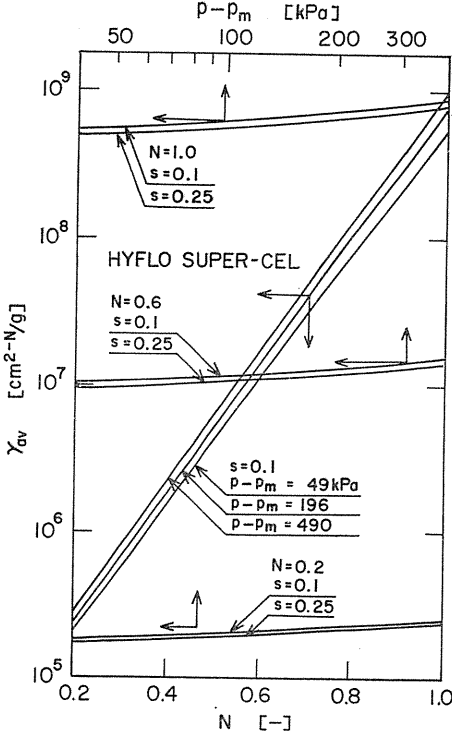 p-pₘ [kPa]
50 100 200 300
10⁹
N=1.0
s=0.1
s=0.25
10⁸
HYFLO SUPER-CEL
N=0.6
s=0.1
s=0.25
10⁷
γav [cm²⁻ᴺ/g]
s=0.1
p-pₘ = 49kPa
p-pₘ = 196
p-pₘ = 490
10⁶
N=0.2
s=0.1
s=0.25
10⁵
0.2 0.4 0.6 0.8 1.0
N [-]